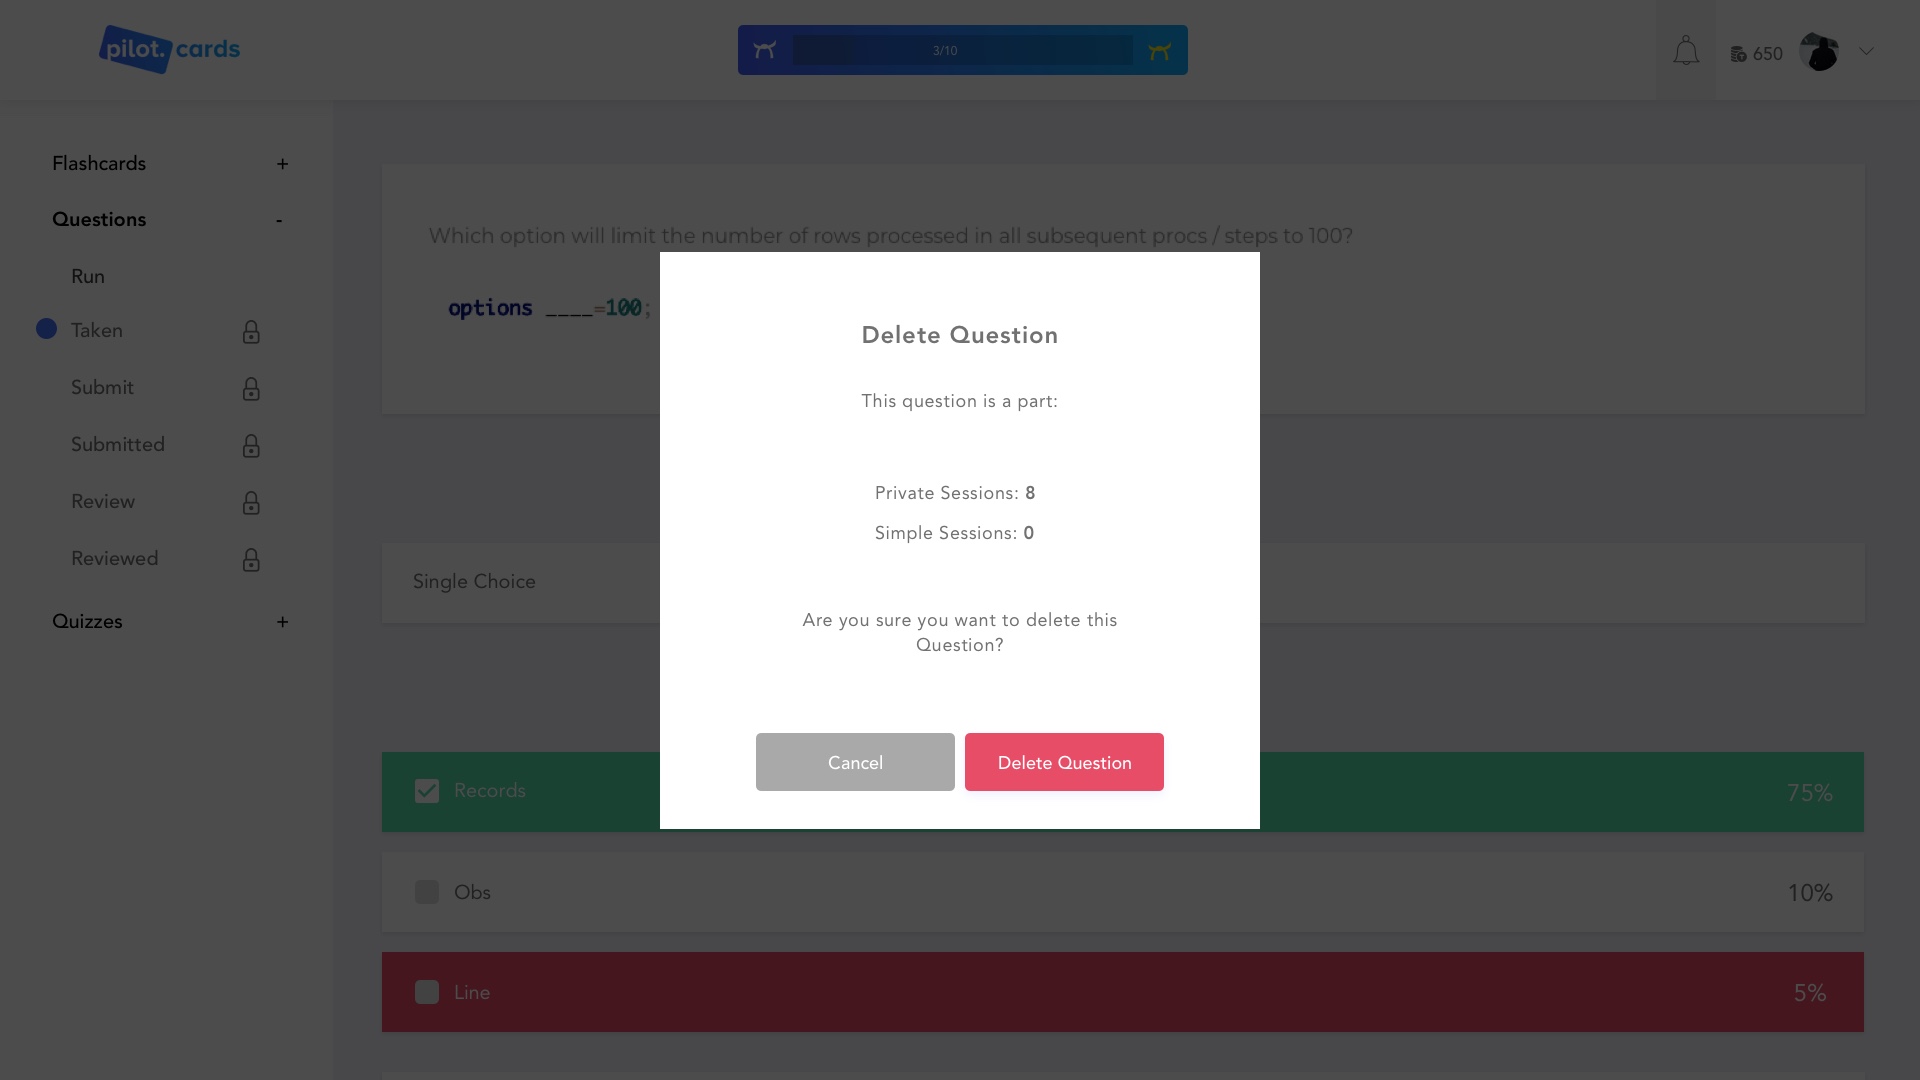 pilot.cards
3/10
650
Flashcards +
Questions -
Run
Taken
Submit
Submitted
Review
Reviewed
Quizzes +
Which option will limit the number of rows processed in all subsequent procs / steps to 100?
options ____=100;
Single Choice
Records 75%
Obs 10%
Line 5%
Delete Question
This question is a part:
Private Sessions: 8
Simple Sessions: 0
Are you sure you want to delete this
Question?
Cancel
Delete Question